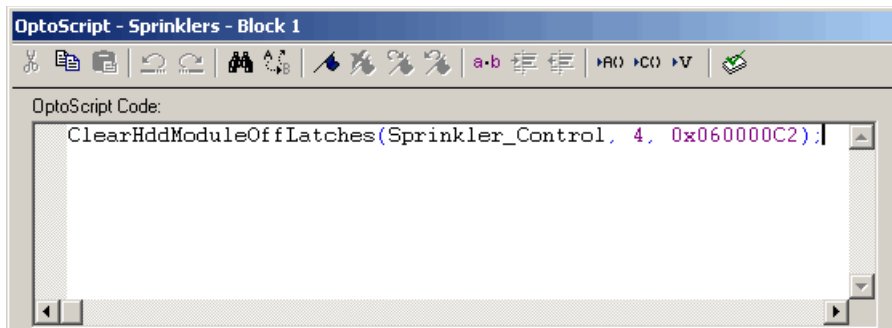 OptoScript - Sprinklers - Block 1
a·b A() C() V
OptoScript Code:
ClearHddModuleOffLatches(Sprinkler_Control, 4, 0x060000C2);